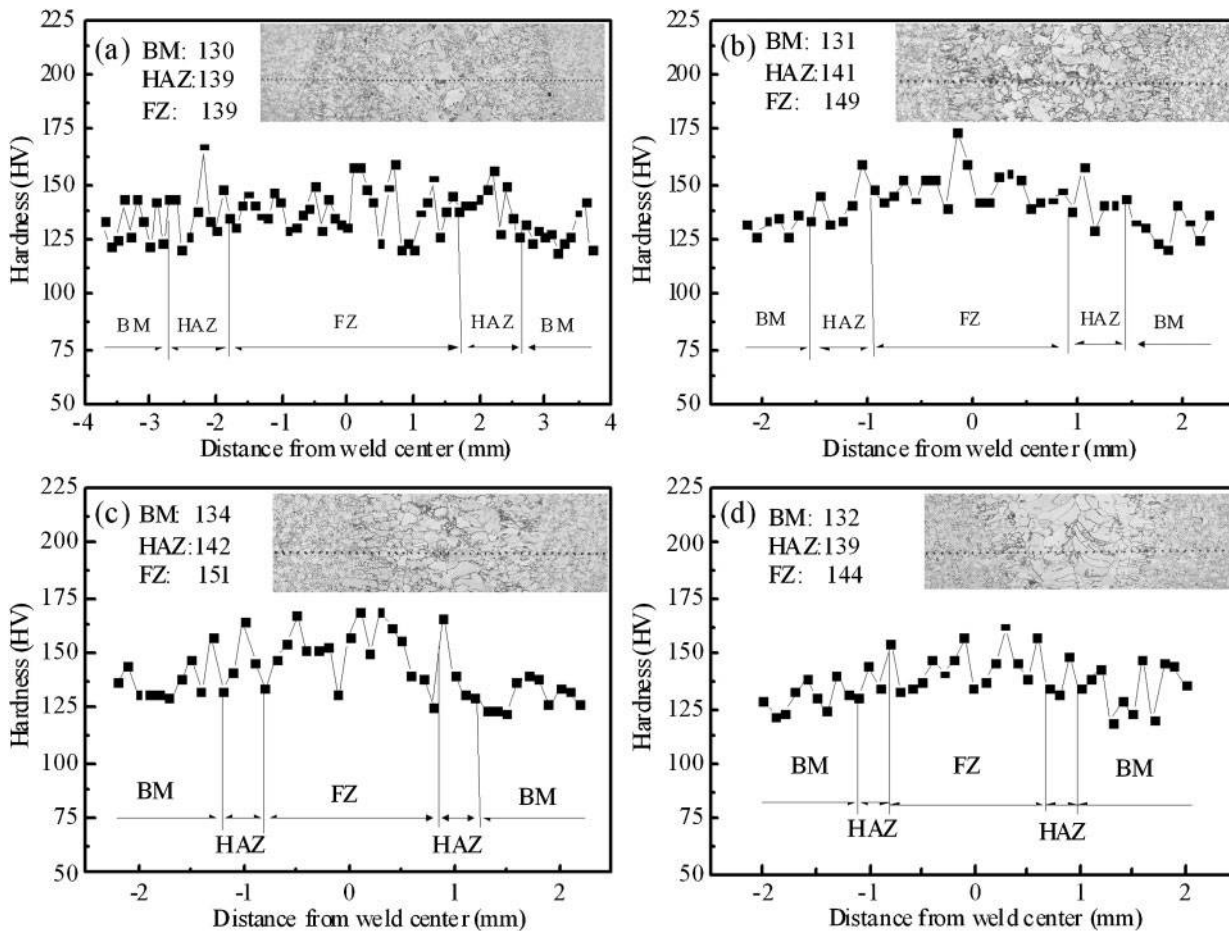 (a) BM: 130
HAZ:139
FZ: 139
Hardness (HV)
225
200
175
150
125
100
75
50
BM HAZ FZ HAZ BM
-4 -3 -2 -1 0 1 2 3 4
Distance from weld center (mm)
(b) BM: 131
HAZ:141
FZ: 149
Hardness (HV)
225
200
175
150
125
100
75
50
BM HAZ FZ HAZ BM
-2 -1 0 1 2
Distance from weld center (mm)
(c) BM: 134
HAZ:142
FZ: 151
Hardness (HV)
225
200
175
150
125
100
75
50
BM FZ BM
HAZ HAZ
-2 -1 0 1 2
Distance from weld center (mm)
(d) BM: 132
HAZ:139
FZ: 144
Hardness (HV)
225
200
175
150
125
100
75
50
BM FZ BM
HAZ HAZ
-2 -1 0 1 2
Distance from weld center (mm)